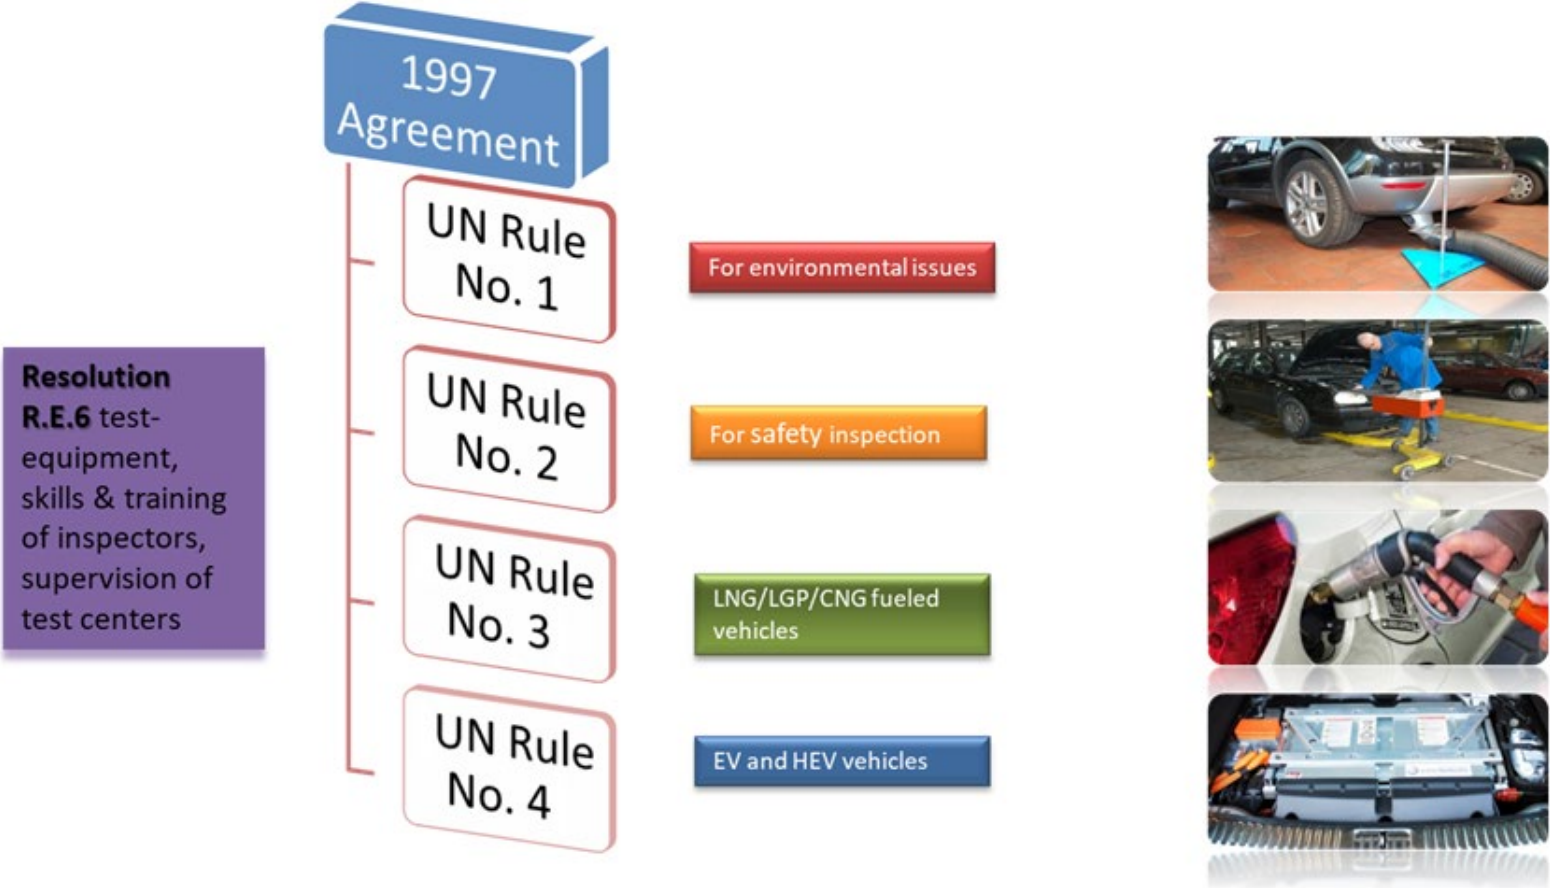 1997
Agreement
UN Rule
No. 1
For environmental issues
UN Rule
No. 2
For safety inspection
Resolution
R.E.6 test-
equipment,
skills & training
of inspectors,
supervision of
test centers
UN Rule
No. 3
LNG/LGP/CNG fueled
vehicles
UN Rule
No. 4
EV and HEV vehicles